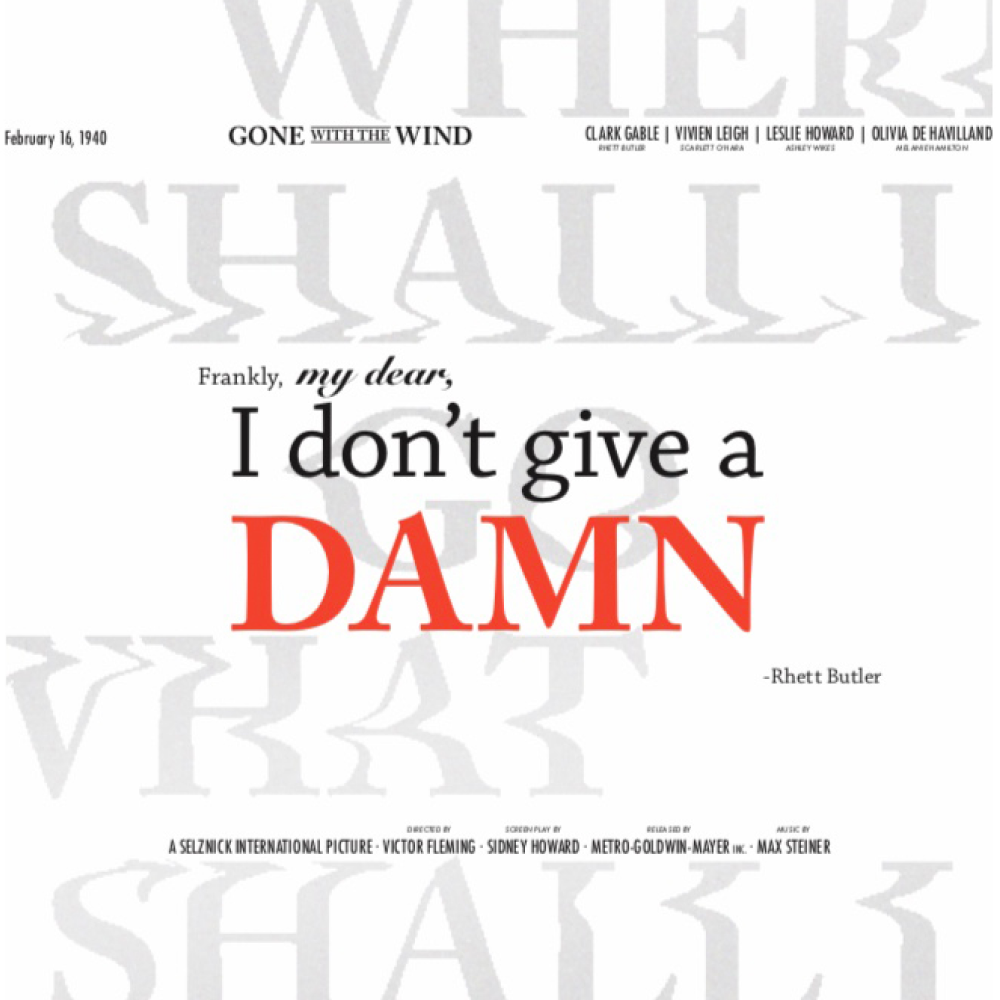 WHERE
February 16, 1940 GONE WITH THE WIND CLARK GABLE | VIVIEN LEIGH | LESLIE HOWARD | OLIVIA DE HAVILLAND
RHETT BUTLER SCARLETT O'HARA ASHLEY WIKES MELANIE HAMILTON
SHALL I
Frankly, my dear,
I don't give a
GO
DAMN
WHAT
-Rhett Butler
DIRECTED BY SCREEN PLAY BY RELEASED BY MUSIC BY
A SELZNICK INTERNATIONAL PICTURE · VICTOR FLEMING · SIDNEY HOWARD · METRO-GOLDWIN-MAYER INC. · MAX STEINER
SHALL I